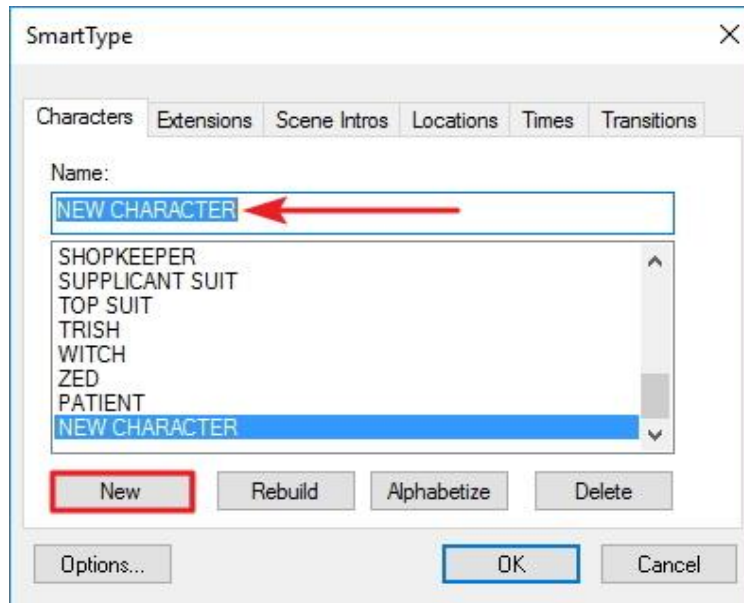 SmartType
Characters Extensions Scene Intros Locations Times Transitions
Name:
NEW CHARACTER
SHOPKEEPER
SUPPLICANT SUIT
TOP SUIT
TRISH
WITCH
ZED
PATIENT
NEW CHARACTER
New Rebuild Alphabetize Delete
Options... OK Cancel